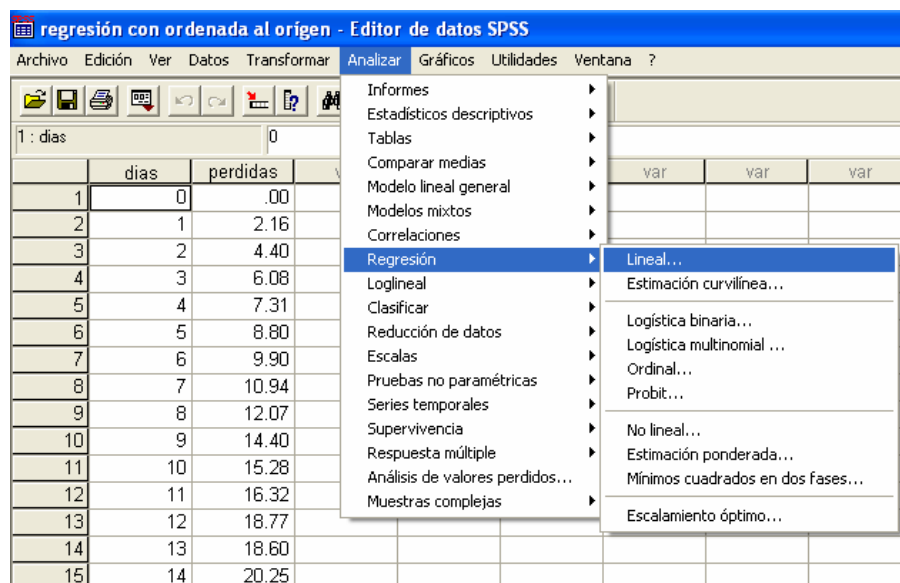 regresión con ordenada al orígen - Editor de datos SPSS
Archivo Edición Ver Datos Transformar Analizar Gráficos Utilidades Ventana ?
1 : dias 0
dias perdidas var var var
1 0 .00
2 1 2.16
3 2 4.40
4 3 6.08
5 4 7.31
6 5 8.80
7 6 9.90
8 7 10.94
9 8 12.07
10 9 14.40
11 10 15.28
12 11 16.32
13 12 18.77
14 13 18.60
15 14 20.25
Informes
Estadísticos descriptivos
Tablas
Comparar medias
Modelo lineal general
Modelos mixtos
Correlaciones
Regresión
Loglineal
Clasificar
Reducción de datos
Escalas
Pruebas no paramétricas
Series temporales
Supervivencia
Respuesta múltiple
Análisis de valores perdidos...
Muestras complejas
Lineal...
Estimación curvilínea...
Logística binaria...
Logística multinomial ...
Ordinal...
Probit...
No lineal...
Estimación ponderada...
Mínimos cuadrados en dos fases...
Escalamiento óptimo...